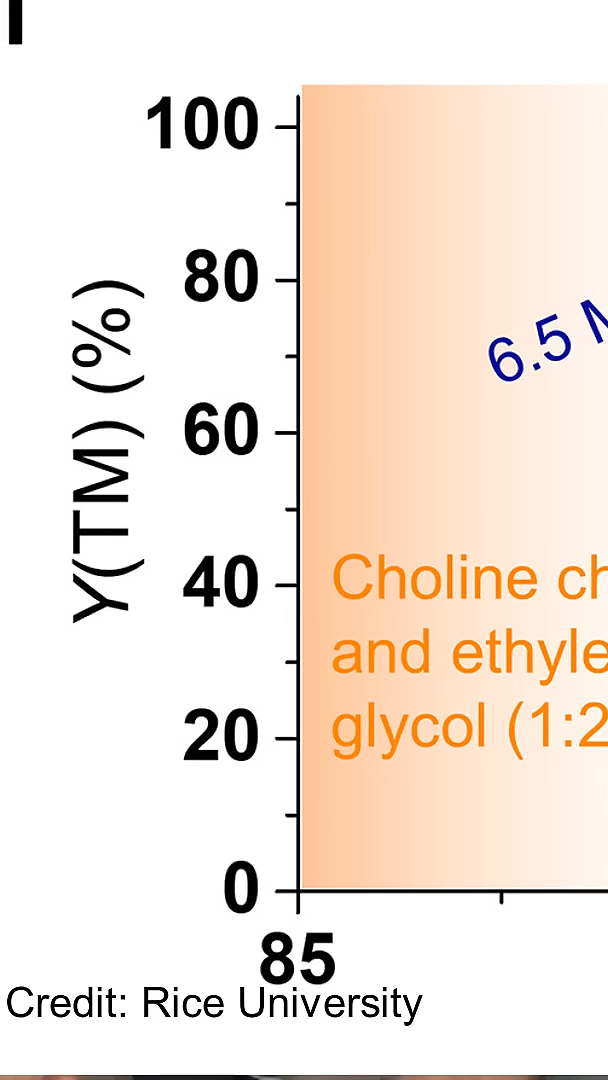 100
80
60
40
20
0
Y(TM) (%)
6.5
Choline ch
and ethyle
glycol (1:2
85
Credit: Rice University